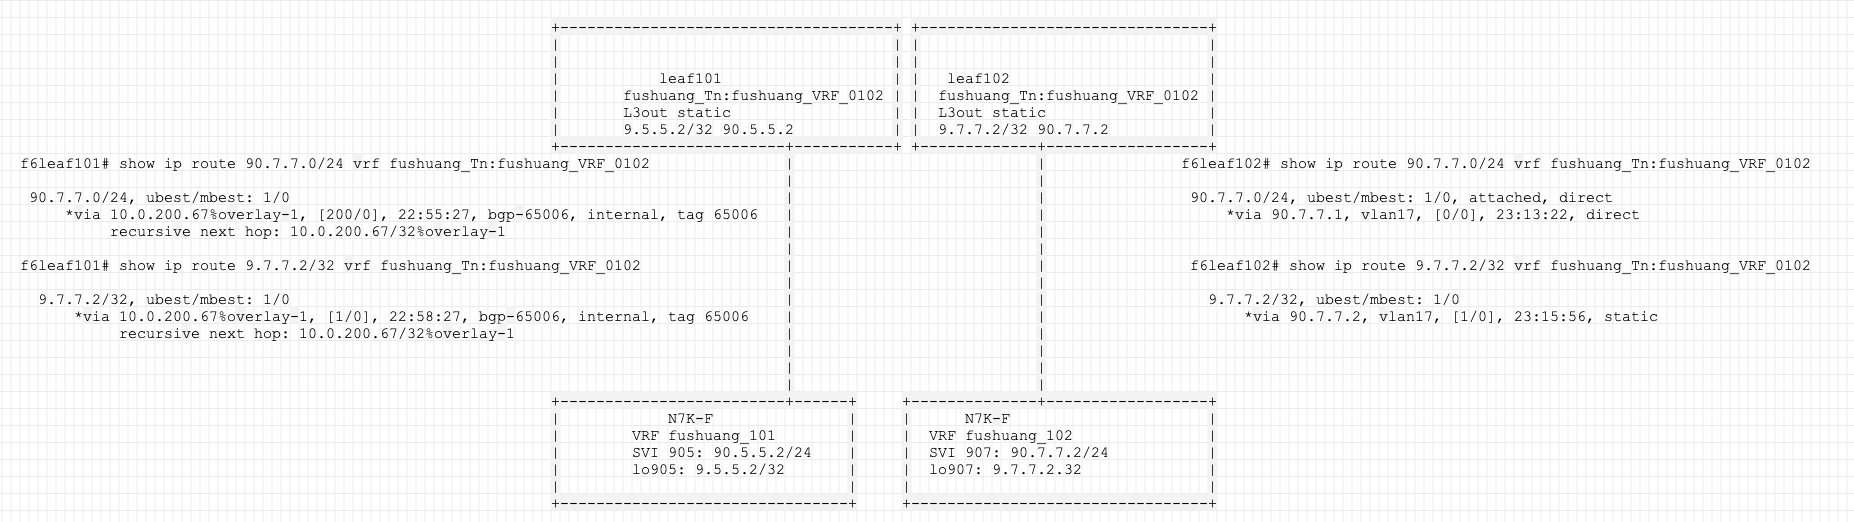 leaf101
fushuang_Tn:fushuang_VRF_0102
L3out static
9.5.5.2/32 90.5.5.2
leaf102
fushuang_Tn:fushuang_VRF_0102
L3out static
9.7.7.2/32 90.7.7.2
f6leaf101# show ip route 90.7.7.0/24 vrf fushuang_Tn:fushuang_VRF_0102
90.7.7.0/24, ubest/mbest: 1/0
*via 10.0.200.67%overlay-1, [200/0], 22:55:27, bgp-65006, internal, tag 65006
recursive next hop: 10.0.200.67/32%overlay-1
f6leaf101# show ip route 9.7.7.2/32 vrf fushuang_Tn:fushuang_VRF_0102
9.7.7.2/32, ubest/mbest: 1/0
*via 10.0.200.67%overlay-1, [1/0], 22:58:27, bgp-65006, internal, tag 65006
recursive next hop: 10.0.200.67/32%overlay-1
f6leaf102# show ip route 90.7.7.0/24 vrf fushuang_Tn:fushuang_VRF_0102
90.7.7.0/24, ubest/mbest: 1/0, attached, direct
*via 90.7.7.1, vlan17, [0/0], 23:13:22, direct
f6leaf102# show ip route 9.7.7.2/32 vrf fushuang_Tn:fushuang_VRF_0102
9.7.7.2/32, ubest/mbest: 1/0
*via 90.7.7.2, vlan17, [1/0], 23:15:56, static
N7K-F
VRF fushuang_101
SVI 905: 90.5.5.2/24
lo905: 9.5.5.2/32
N7K-F
VRF fushuang_102
SVI 907: 90.7.7.2/24
lo907: 9.7.7.2.32